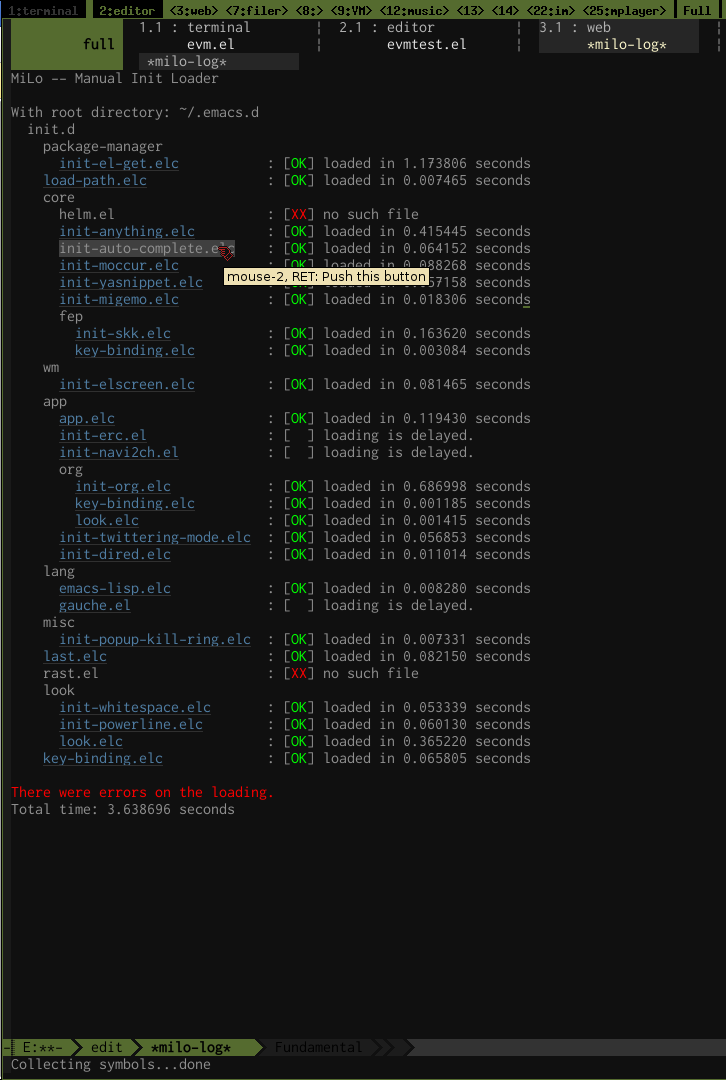 1:terminal 2:editor <3:web> <7:filer> <8:> <9:VM> <12:music> <13> <14> <22:im> <25:mplayer> Full
1.1 : terminal ¦ 2.1 : editor ¦ 3.1 : web ¦
full evm.el ¦ evmtest.el ¦ *milo-log* ¦
*milo-log*
MiLo -- Manual Init Loader
With root directory: ~/.emacs.d
init.d
package-manager
init-el-get.elc : [OK] loaded in 1.173806 seconds
load-path.elc : [OK] loaded in 0.007465 seconds
core
helm.el : [XX] no such file
init-anything.elc : [OK] loaded in 0.415445 seconds
init-auto-complete.elc : [OK] loaded in 0.064152 seconds
init-moccur.elc : [OK] loaded in 0.088268 seconds
mouse-2, RET: Push this button
init-yasnippet.elc : [OK] 57158 seconds
init-migemo.elc : [OK] loaded in 0.018306 seconds
fep
init-skk.elc : [OK] loaded in 0.163620 seconds
key-binding.elc : [OK] loaded in 0.003084 seconds
wm
init-elscreen.elc : [OK] loaded in 0.081465 seconds
app
app.elc : [OK] loaded in 0.119430 seconds
init-erc.el : [  ] loading is delayed.
init-navi2ch.el : [  ] loading is delayed.
org
init-org.elc : [OK] loaded in 0.686998 seconds
key-binding.elc : [OK] loaded in 0.001185 seconds
look.elc : [OK] loaded in 0.001415 seconds
init-twittering-mode.elc : [OK] loaded in 0.056853 seconds
init-dired.elc : [OK] loaded in 0.011014 seconds
lang
emacs-lisp.elc : [OK] loaded in 0.008280 seconds
gauche.el : [  ] loading is delayed.
misc
init-popup-kill-ring.elc : [OK] loaded in 0.007331 seconds
last.elc : [OK] loaded in 0.082150 seconds
rast.el : [XX] no such file
look
init-whitespace.elc : [OK] loaded in 0.053339 seconds
init-powerline.elc : [OK] loaded in 0.060130 seconds
look.elc : [OK] loaded in 0.365220 seconds
key-binding.elc : [OK] loaded in 0.065805 seconds
There were errors on the loading.
Total time: 3.638696 seconds
E:**- edit *milo-log* Fundamental
Collecting symbols...done